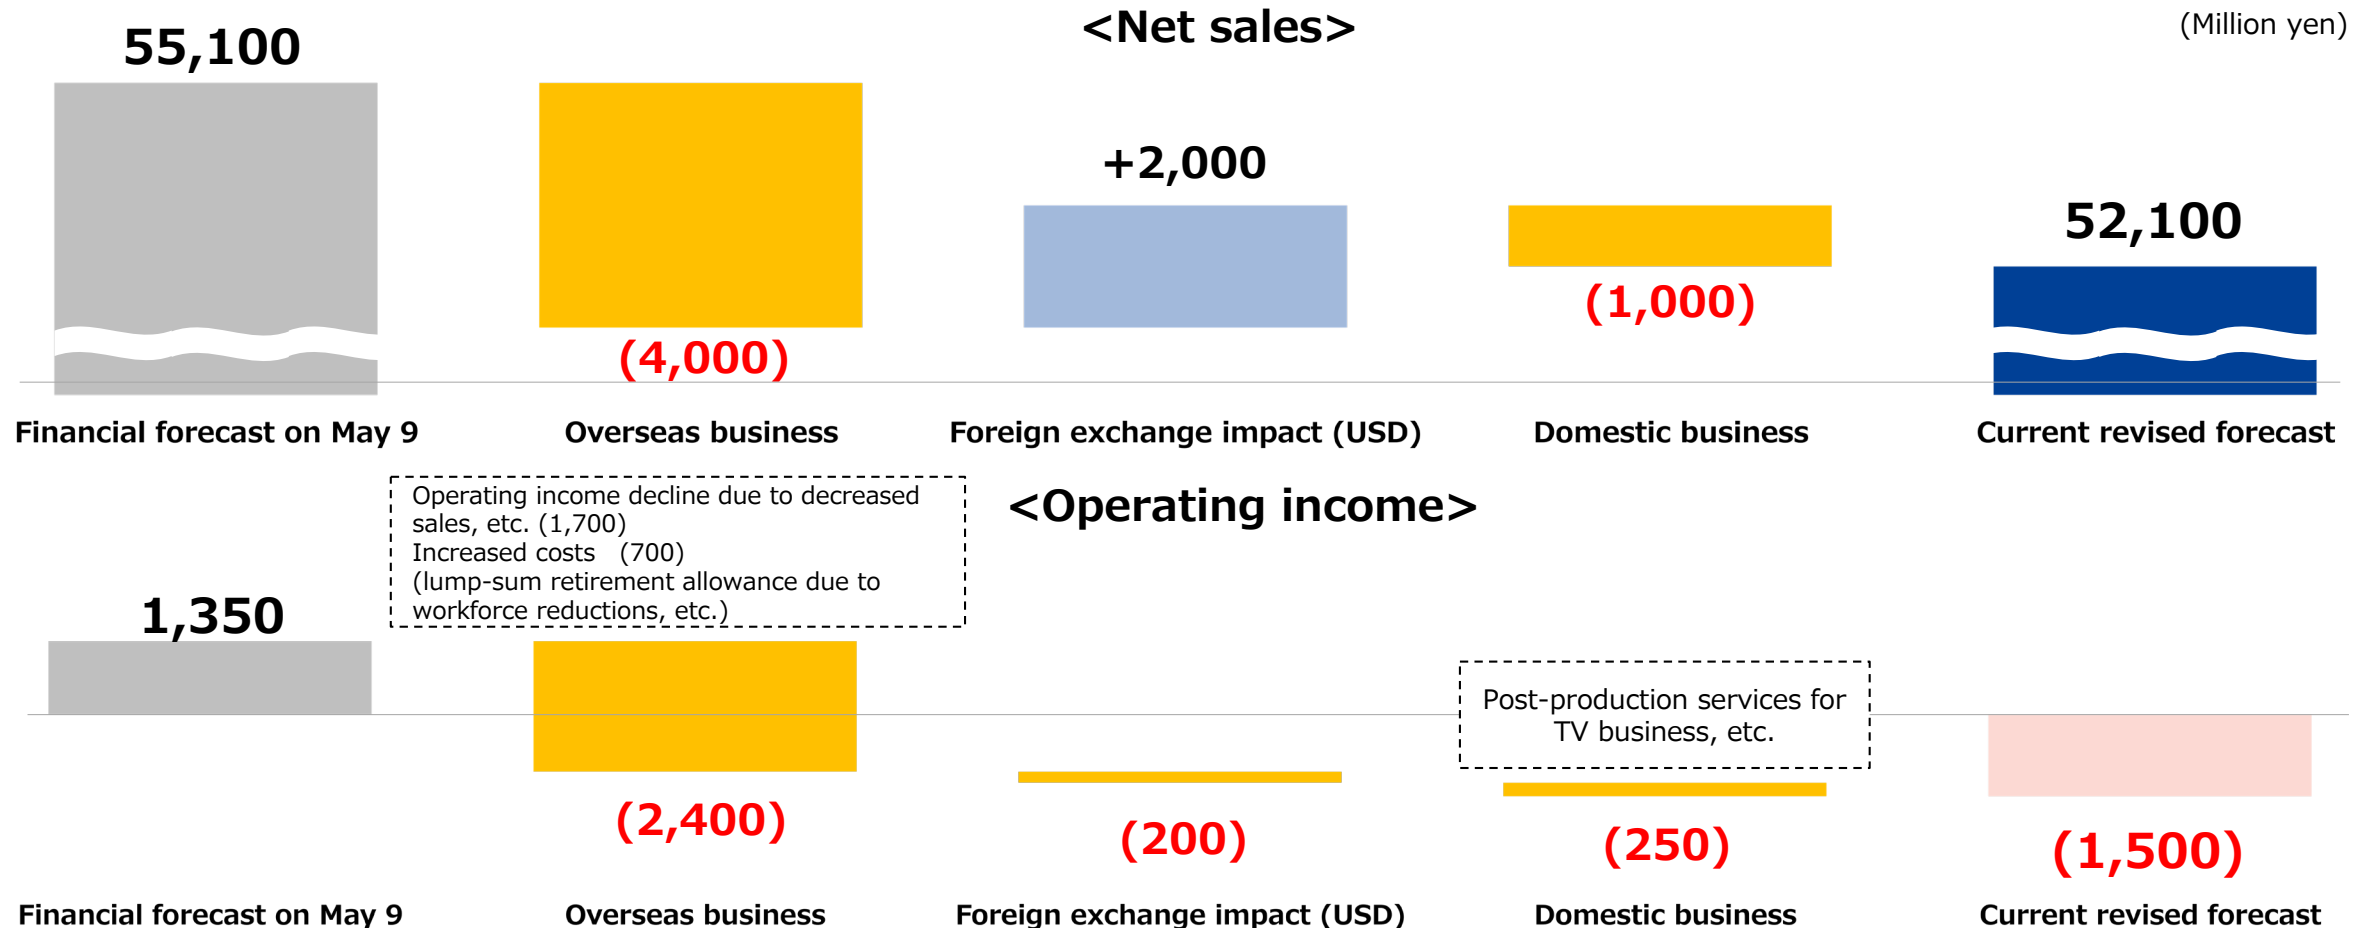 <Net sales>
(Million yen)
55,100
+2,000
52,100
(1,000)
(4,000)
Financial forecast on May 9
Overseas business
Foreign exchange impact (USD)
Domestic business
Current revised forecast
<Operating income>
Operating income decline due to decreased
sales, etc. (1,700)
Increased costs (700)
(lump-sum retirement allowance due to
workforce reductions, etc.)
1,350
Post-production services for
TV business, etc.
(2,400)
(200)
(250)
(1,500)
Financial forecast on May 9
Overseas business
Foreign exchange impact (USD)
Domestic business
Current revised forecast